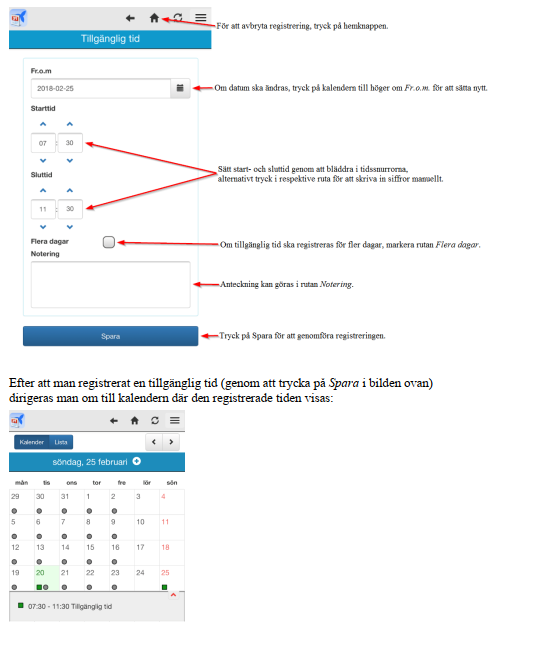 För att avbryta registrering, tryck på hemknappen.
Tillgänglig tid
Fr.o.m
2018-02-25
Om datum ska ändras, tryck på kalendern till höger om Fr.o.m. för att sätta nytt.
Starttid
07 : 30
Sätt start- och sluttid genom att bläddra i tidssnurrorna,
alternativt tryck i respektive ruta för att skriva in siffror manuellt.
Sluttid
11 : 30
Flera dagar
Om tillgänglig tid ska registreras för fler dagar, markera rutan Flera dagar.
Notering
Anteckning kan göras i rutan Notering.
Spara
Tryck på Spara för att genomföra registreringen.
Efter att man registrerat en tillgänglig tid (genom att trycka på Spara i bilden ovan)
dirigeras man om till kalendern där den registrerade tiden visas:
Kalender Lista
söndag, 25 februari
mån tis ons tor fre lör sön
29 30 31 1 2 3 4
5 6 7 8 9 10 11
12 13 14 15 16 17 18
19 20 21 22 23 24 25
07:30 - 11:30 Tillgänglig tid